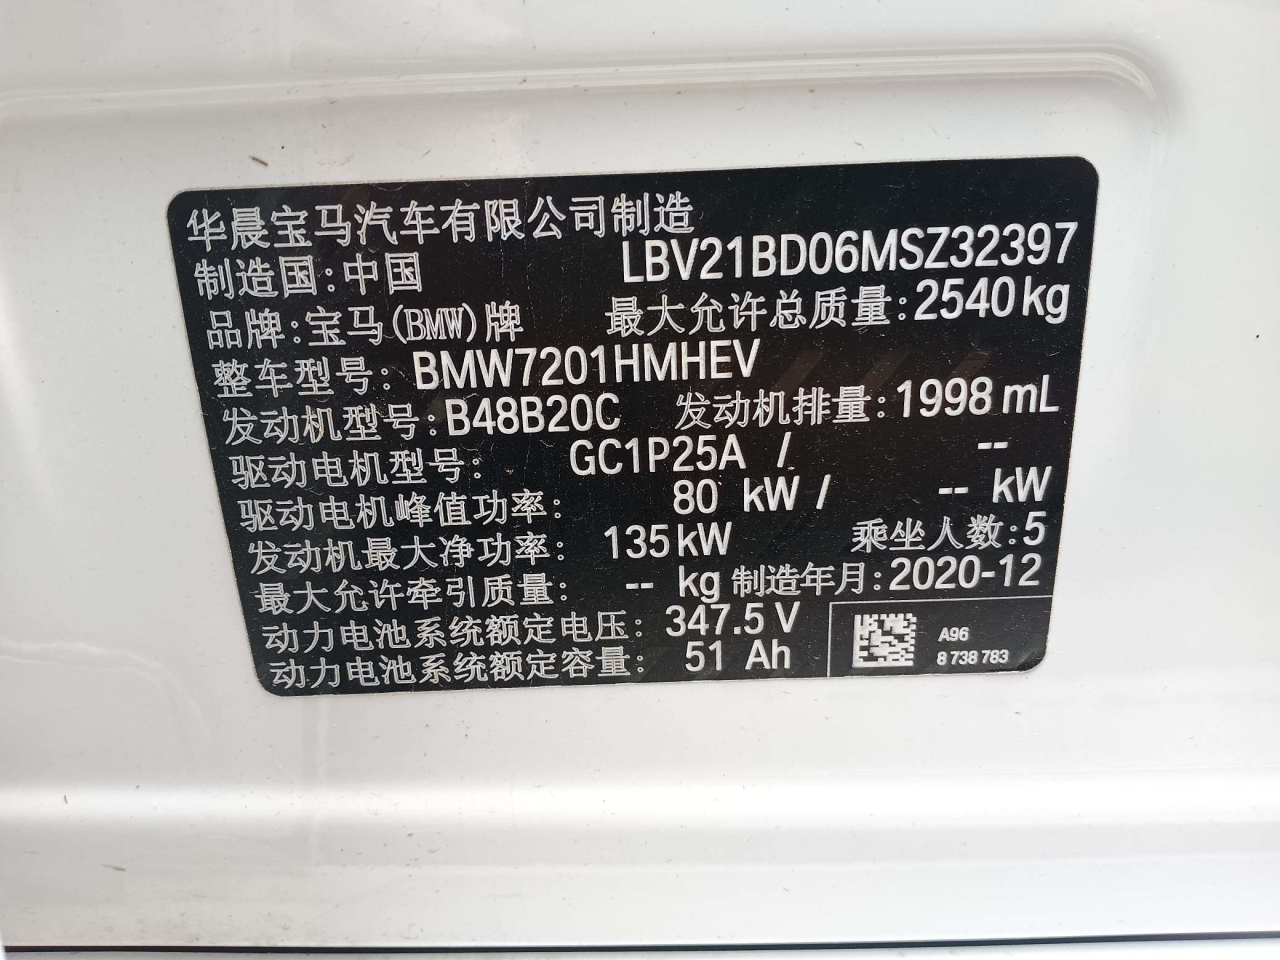 华晨宝马汽车有限公司制造
制造国:中国 LBV21BD06MSZ32397
品牌:宝马(BMW)牌 最大允许总质量:2540kg
整车型号:BMW7201HMHEV
发动机型号:B48B20C 发动机排量:1998 mL
驱动电机型号: GC1P25A / --
驱动电机峰值功率: 80 kW / -- kW
发动机最大净功率: 135kW 乘坐人数:5
最大允许牵引质量: -- kg 制造年月:2020-12
动力电池系统额定电压: 347.5 V
动力电池系统额定容量: 51 Ah
A96
8 738 783